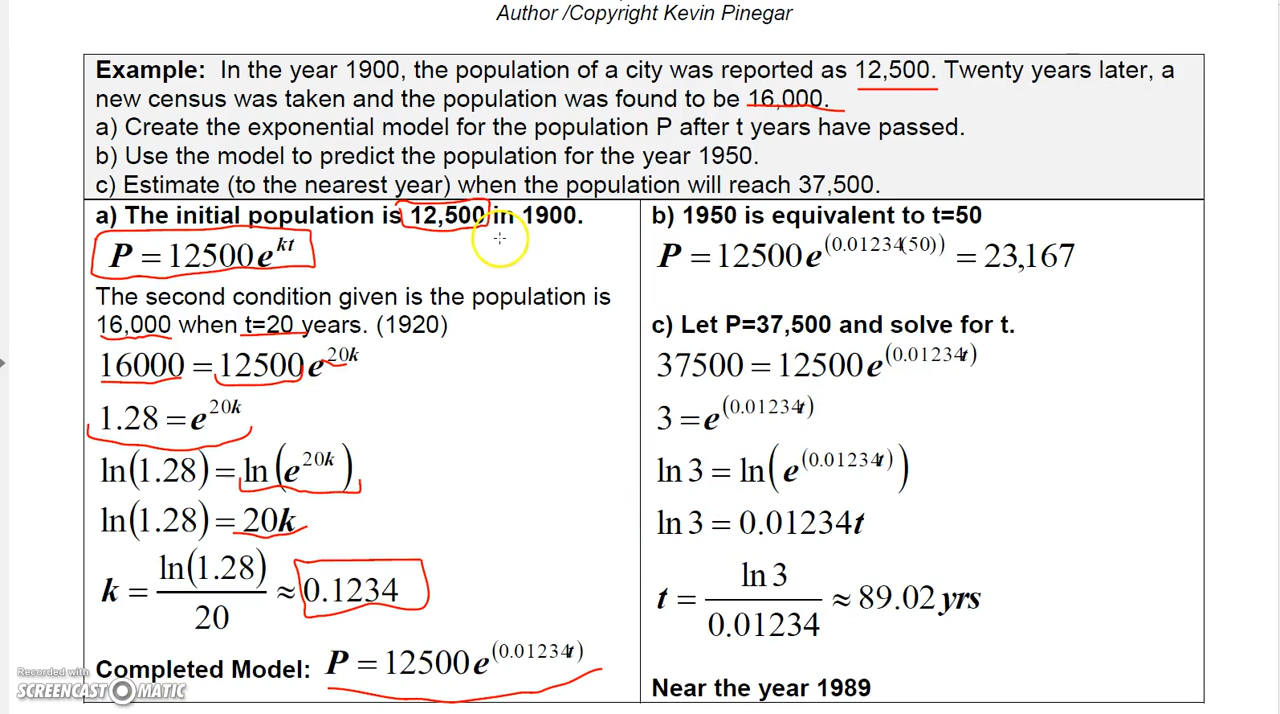 Author /Copyright Kevin Pinegar
Example: In the year 1900, the population of a city was reported as 12,500. Twenty years later, a
new census was taken and the population was found to be 16,000.
a) Create the exponential model for the population P after t years have passed.
b) Use the model to predict the population for the year 1950.
c) Estimate (to the nearest year) when the population will reach 37,500.
a) The initial population is 12,500 in 1900.
P = 12500e^{kt}
The second condition given is the population is
16,000 when t=20 years. (1920)
16000 = 12500e^{20k}
1.28 = e^{20k}
ln(1.28) = ln(e^{20k})
ln(1.28) = 20k
k = ln(1.28)/20 ≈ 0.1234
Completed Model: P = 12500e^{(0.01234t)}
b) 1950 is equivalent to t=50
P = 12500e^{(0.01234(50))} = 23,167
c) Let P=37,500 and solve for t.
37500 = 12500e^{(0.01234t)}
3 = e^{(0.01234t)}
ln 3 = ln(e^{(0.01234t)})
ln 3 = 0.01234t
t = ln 3/0.01234 ≈ 89.02 yrs
Near the year 1989
Recorded with
SCREENCAST-O-MATIC